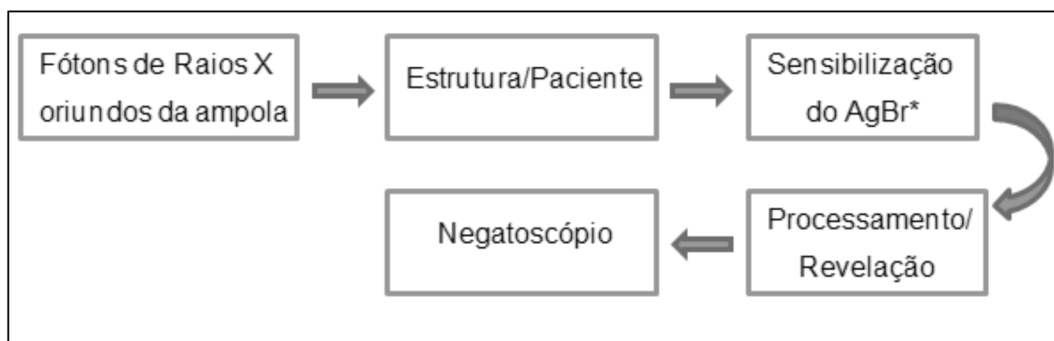 Fótons de Raios X
oriundos da ampola
Estrutura/Paciente
Sensibilização
do AgBr*
Processamento/
Revelação
Negatoscópio